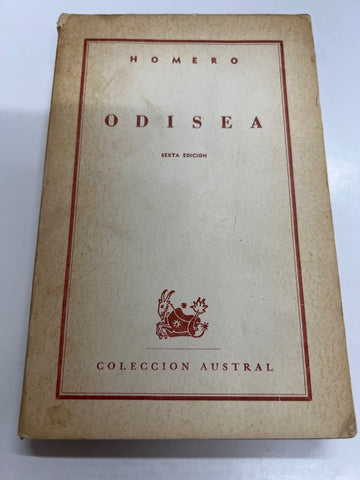 HOMERO
ODISEA
SEXTA EDICION
COLECCION AUSTRAL